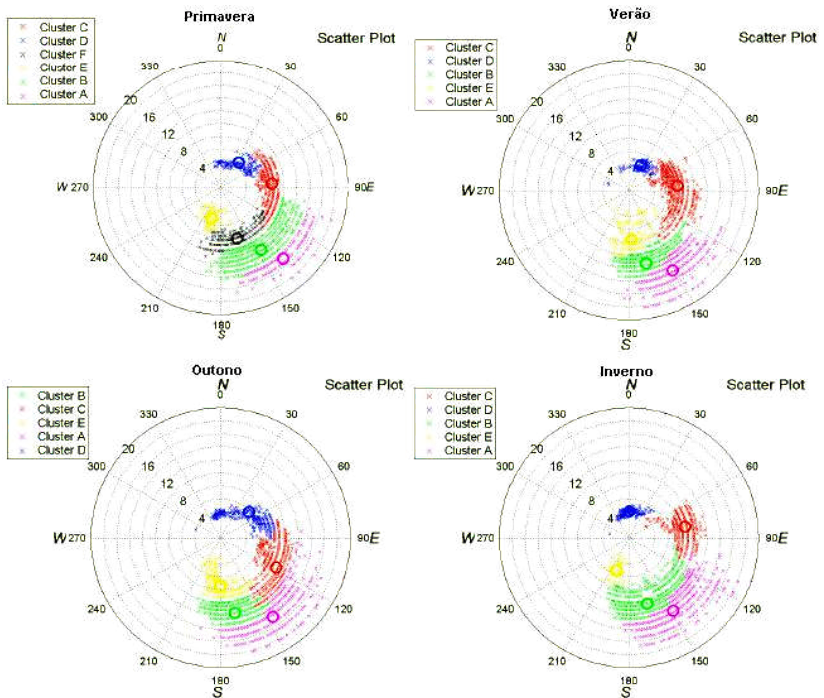 Primavera
Cluster C
Cluster D
Cluster F
Cluster E
Cluster B
Cluster A
Scatter Plot
N
0
30
60
90E
120
150
180
S
210
240
W 270
300
330
20
16
12
8
4
Verão
Cluster C
Cluster D
Cluster B
Cluster E
Cluster A
Scatter Plot
N
0
30
60
90E
120
150
180
S
210
240
W 270
300
330
20
16
12
8
4
Outono
Cluster B
Cluster C
Cluster E
Cluster A
Cluster D
Scatter Plot
N
0
30
60
90E
120
150
180
S
210
240
W 270
300
330
20
16
12
8
4
Inverno
Cluster C
Cluster D
Cluster B
Cluster E
Cluster A
Scatter Plot
N
0
30
60
90E
120
150
180
S
210
240
W 270
300
330
20
16
12
8
4